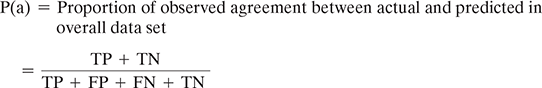 P(a) = Proportion of observed agreement between actual and predicted in
overall data set
= TP + TN
TP + FP + FN + TN